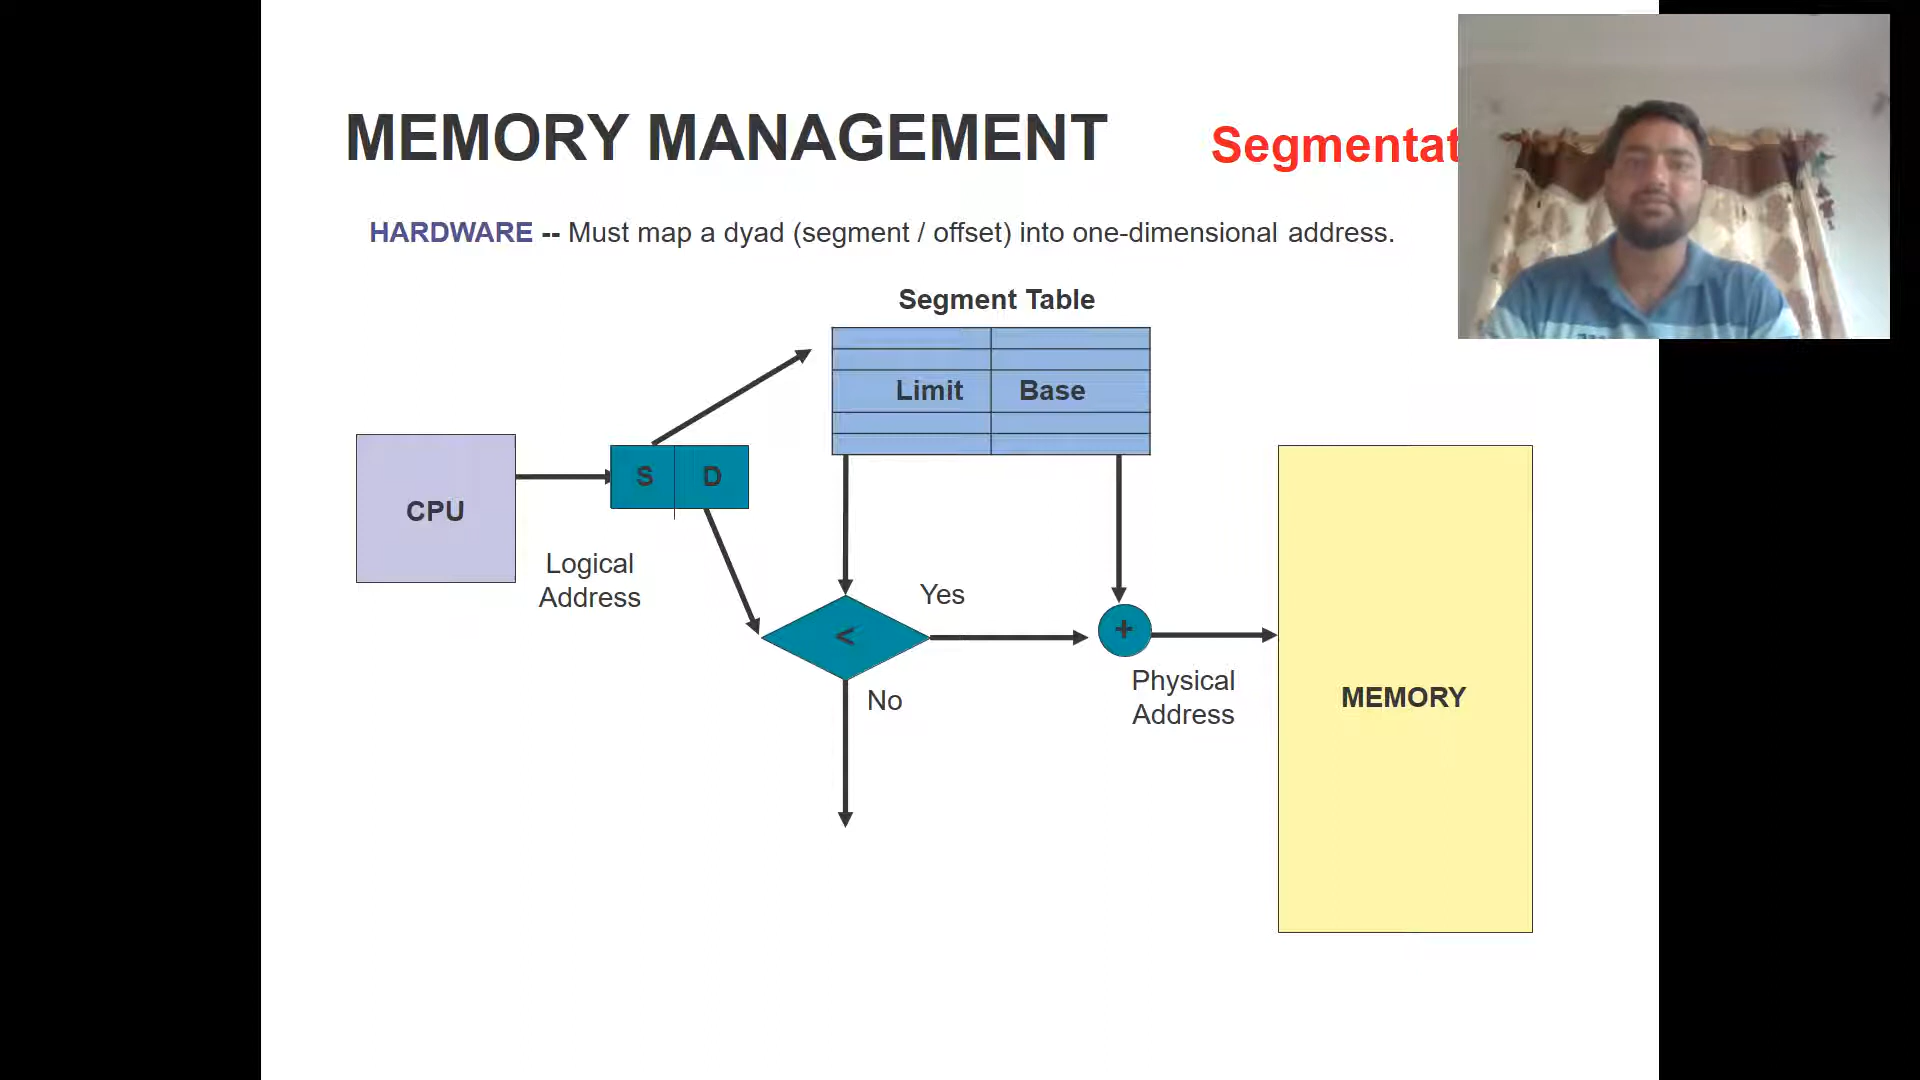 MEMORY MANAGEMENT
HARDWARE -- Must map a dyad (segment / offset) into one-dimensional address.
Segment Table
Limit Base
S D
CPU
Logical
Address
Yes
<
+
No
Physical
Address
MEMORY